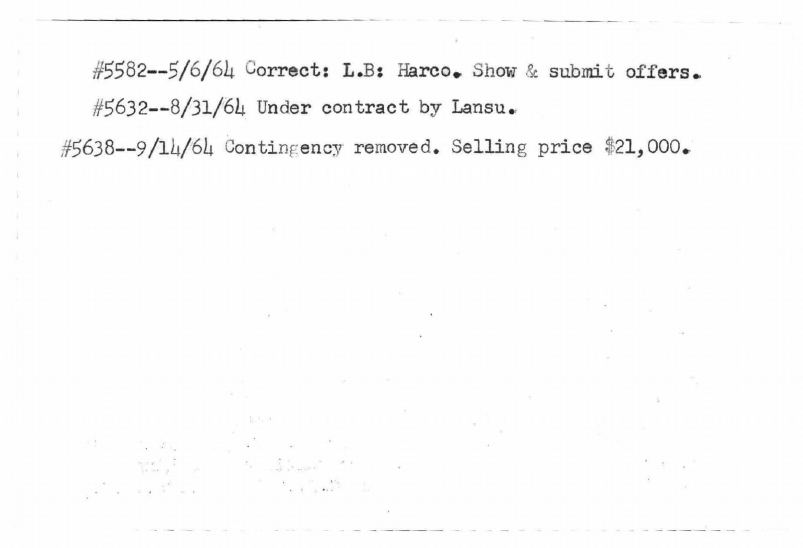 #5582--5/6/64 Correct: L.B: Harco. Show & submit offers.
#5632--8/31/64 Under contract by Lansu.
#5638--9/14/64 Contingency removed. Selling price $21,000.